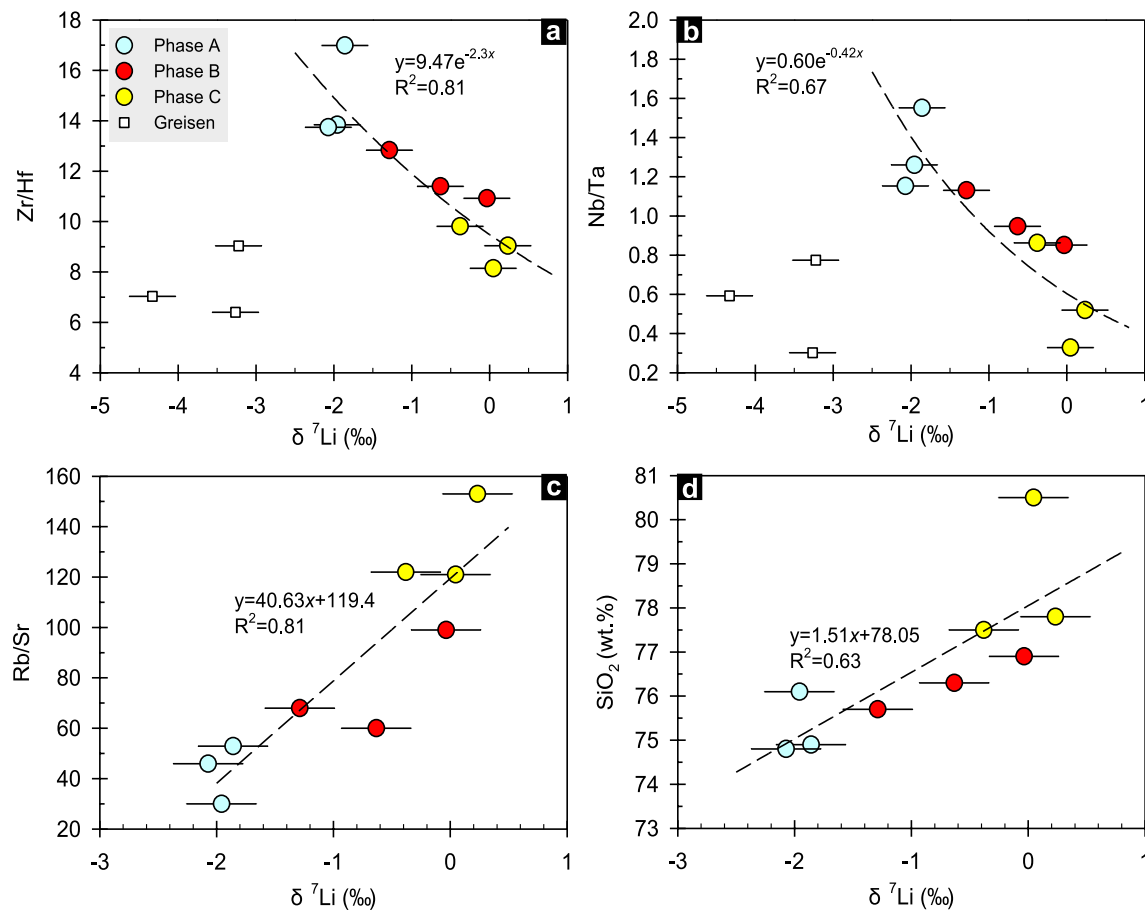 a
18
16
14
12
10
8
6
4
Zr/Hf
Phase A
Phase B
Phase C
Greisen
y=9.47e^-2.3x
R²=0.81
-5 -4 -3 -2 -1 0 1
δ ⁷Li (‰)
b
2.0
1.8
1.6
1.4
1.2
1.0
0.8
0.6
0.4
0.2
Nb/Ta
y=0.60e^-0.42x
R²=0.67
-5 -4 -3 -2 -1 0 1
δ ⁷Li (‰)
c
160
140
120
100
80
60
40
20
Rb/Sr
y=40.63x+119.4
R²=0.81
-3 -2 -1 0 1
δ ⁷Li (‰)
d
81
80
79
78
77
76
75
74
73
SiO₂ (wt.%)
y=1.51x+78.05
R²=0.63
-3 -2 -1 0 1
δ ⁷Li (‰)